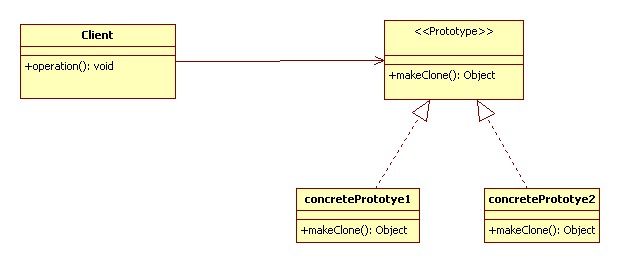 Client
+operation(): void
<<Prototype>>
+makeClone(): Object
concretePrototye1
+makeClone(): Object
concretePrototye2
+makeClone(): Object